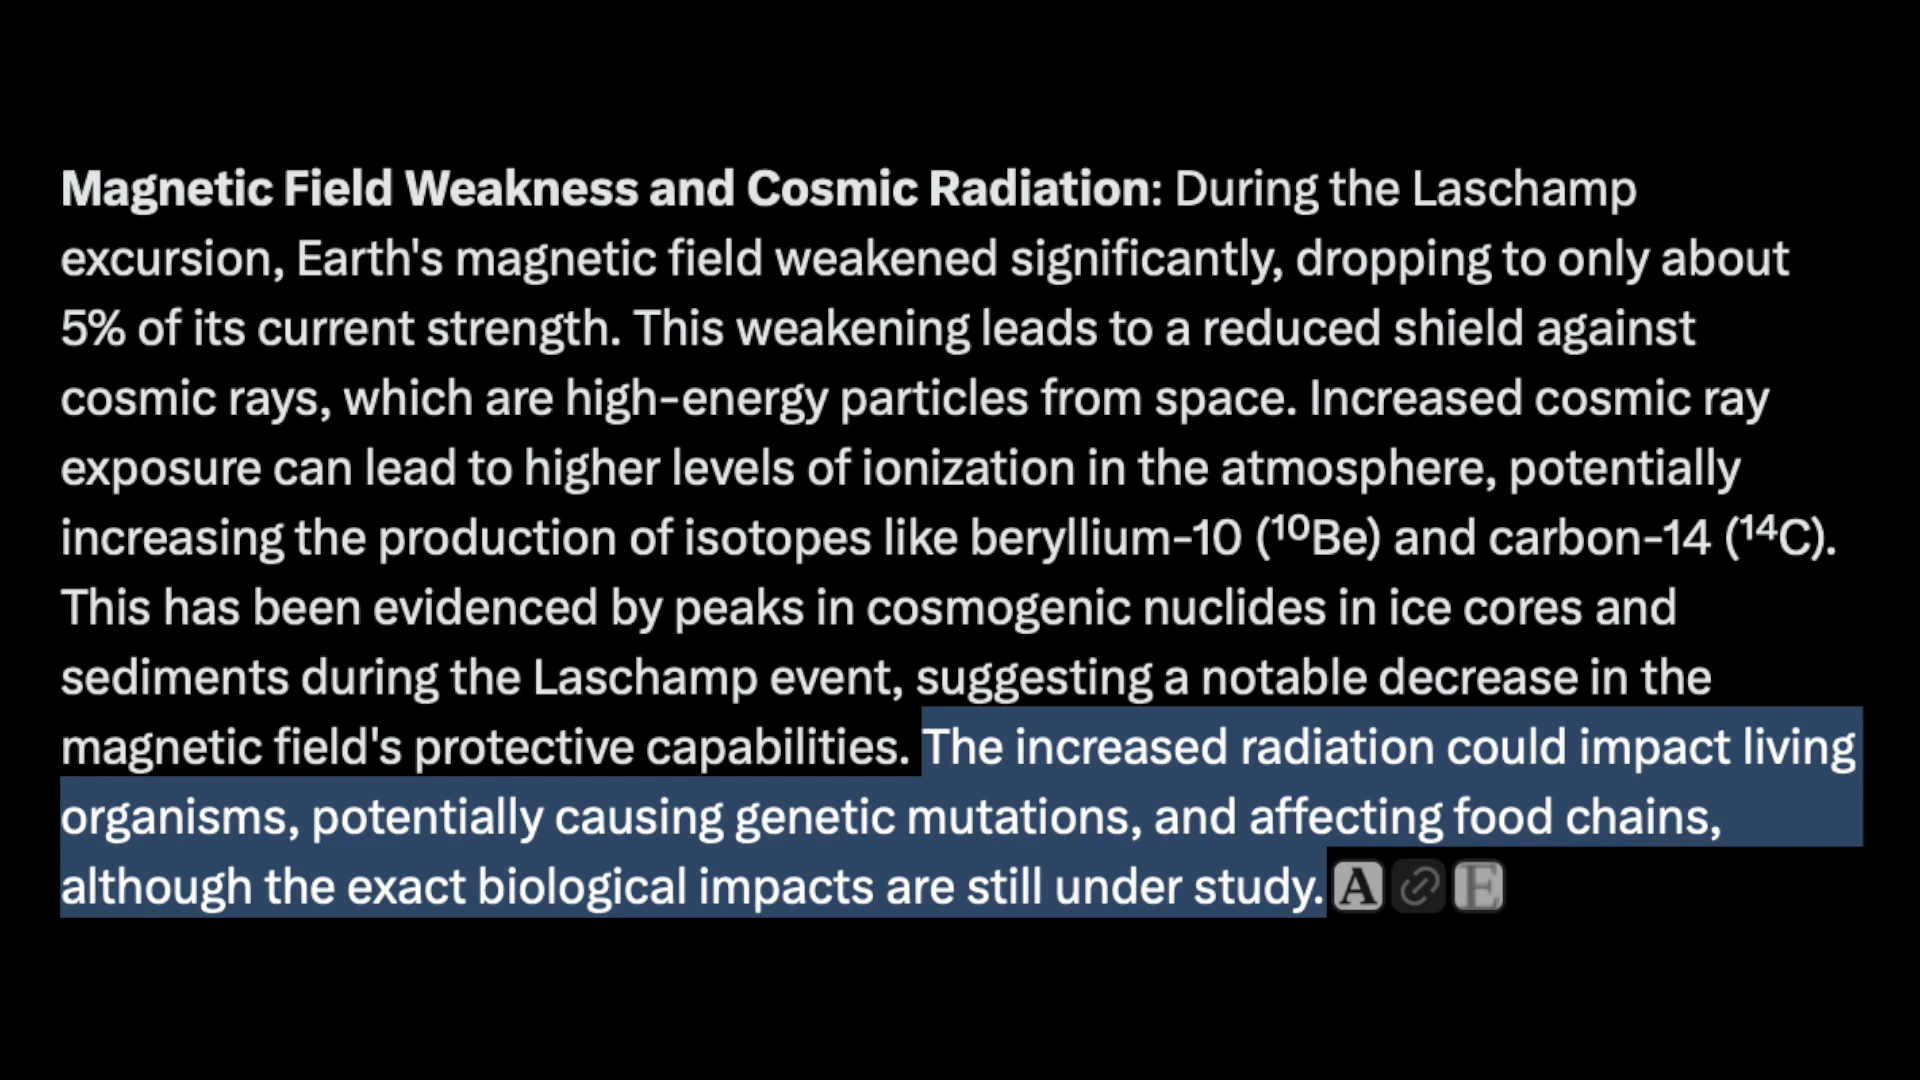 Magnetic Field Weakness and Cosmic Radiation: During the Laschamp
excursion, Earth's magnetic field weakened significantly, dropping to only about
5% of its current strength. This weakening leads to a reduced shield against
cosmic rays, which are high-energy particles from space. Increased cosmic ray
exposure can lead to higher levels of ionization in the atmosphere, potentially
increasing the production of isotopes like beryllium-10 (¹⁰Be) and carbon-14 (¹⁴C).
This has been evidenced by peaks in cosmogenic nuclides in ice cores and
sediments during the Laschamp event, suggesting a notable decrease in the
magnetic field's protective capabilities. The increased radiation could impact living
organisms, potentially causing genetic mutations, and affecting food chains,
although the exact biological impacts are still under study. A E